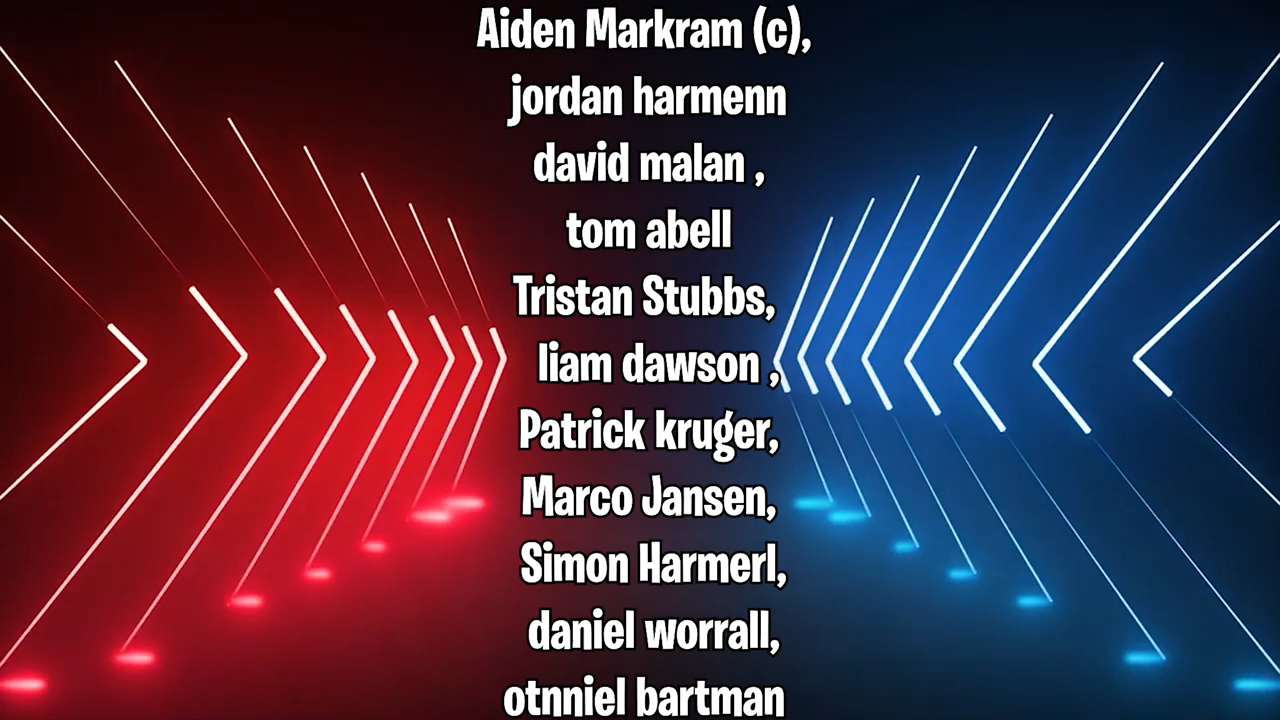 Aiden Markram (c),
jordan harmenn
david malan ,
tom abell
Tristan Stubbs,
liam dawson ,
Patrick kruger,
Marco Jansen,
Simon Harmerl,
daniel worrall,
otnniel bartman